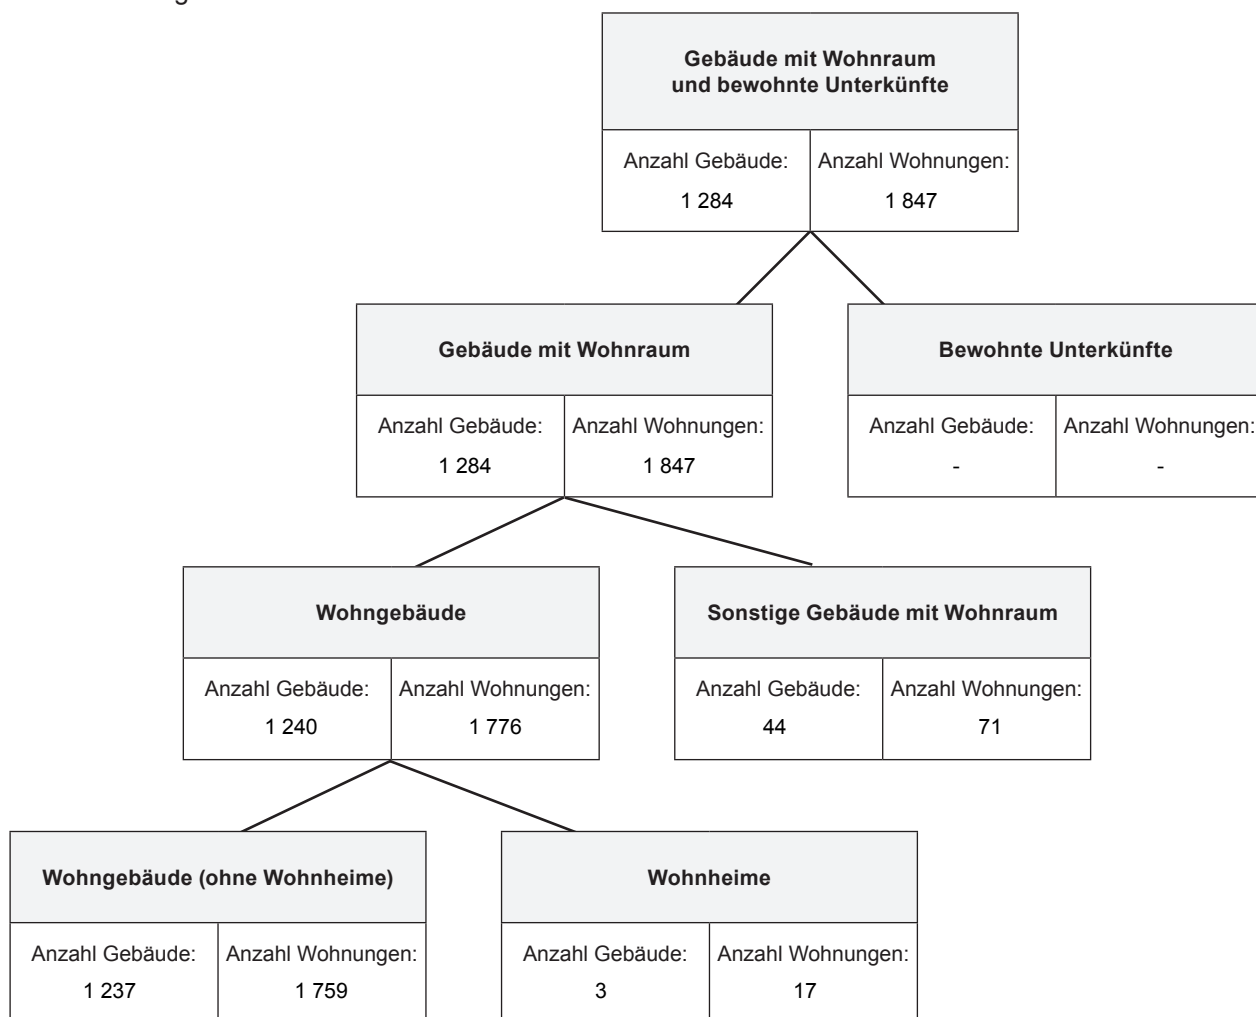 Gebäude mit Wohnraum
und bewohnte Unterkünfte
Anzahl Gebäude: Anzahl Wohnungen:
1 284 1 847
Gebäude mit Wohnraum Bewohnte Unterkünfte
Anzahl Gebäude: Anzahl Wohnungen: Anzahl Gebäude: Anzahl Wohnungen:
1 284 1 847 - -
Wohngebäude Sonstige Gebäude mit Wohnraum
Anzahl Gebäude: Anzahl Wohnungen: Anzahl Gebäude: Anzahl Wohnungen:
1 240 1 776 44 71
Wohngebäude (ohne Wohnheime) Wohnheime
Anzahl Gebäude: Anzahl Wohnungen: Anzahl Gebäude: Anzahl Wohnungen:
1 237 1 759 3 17